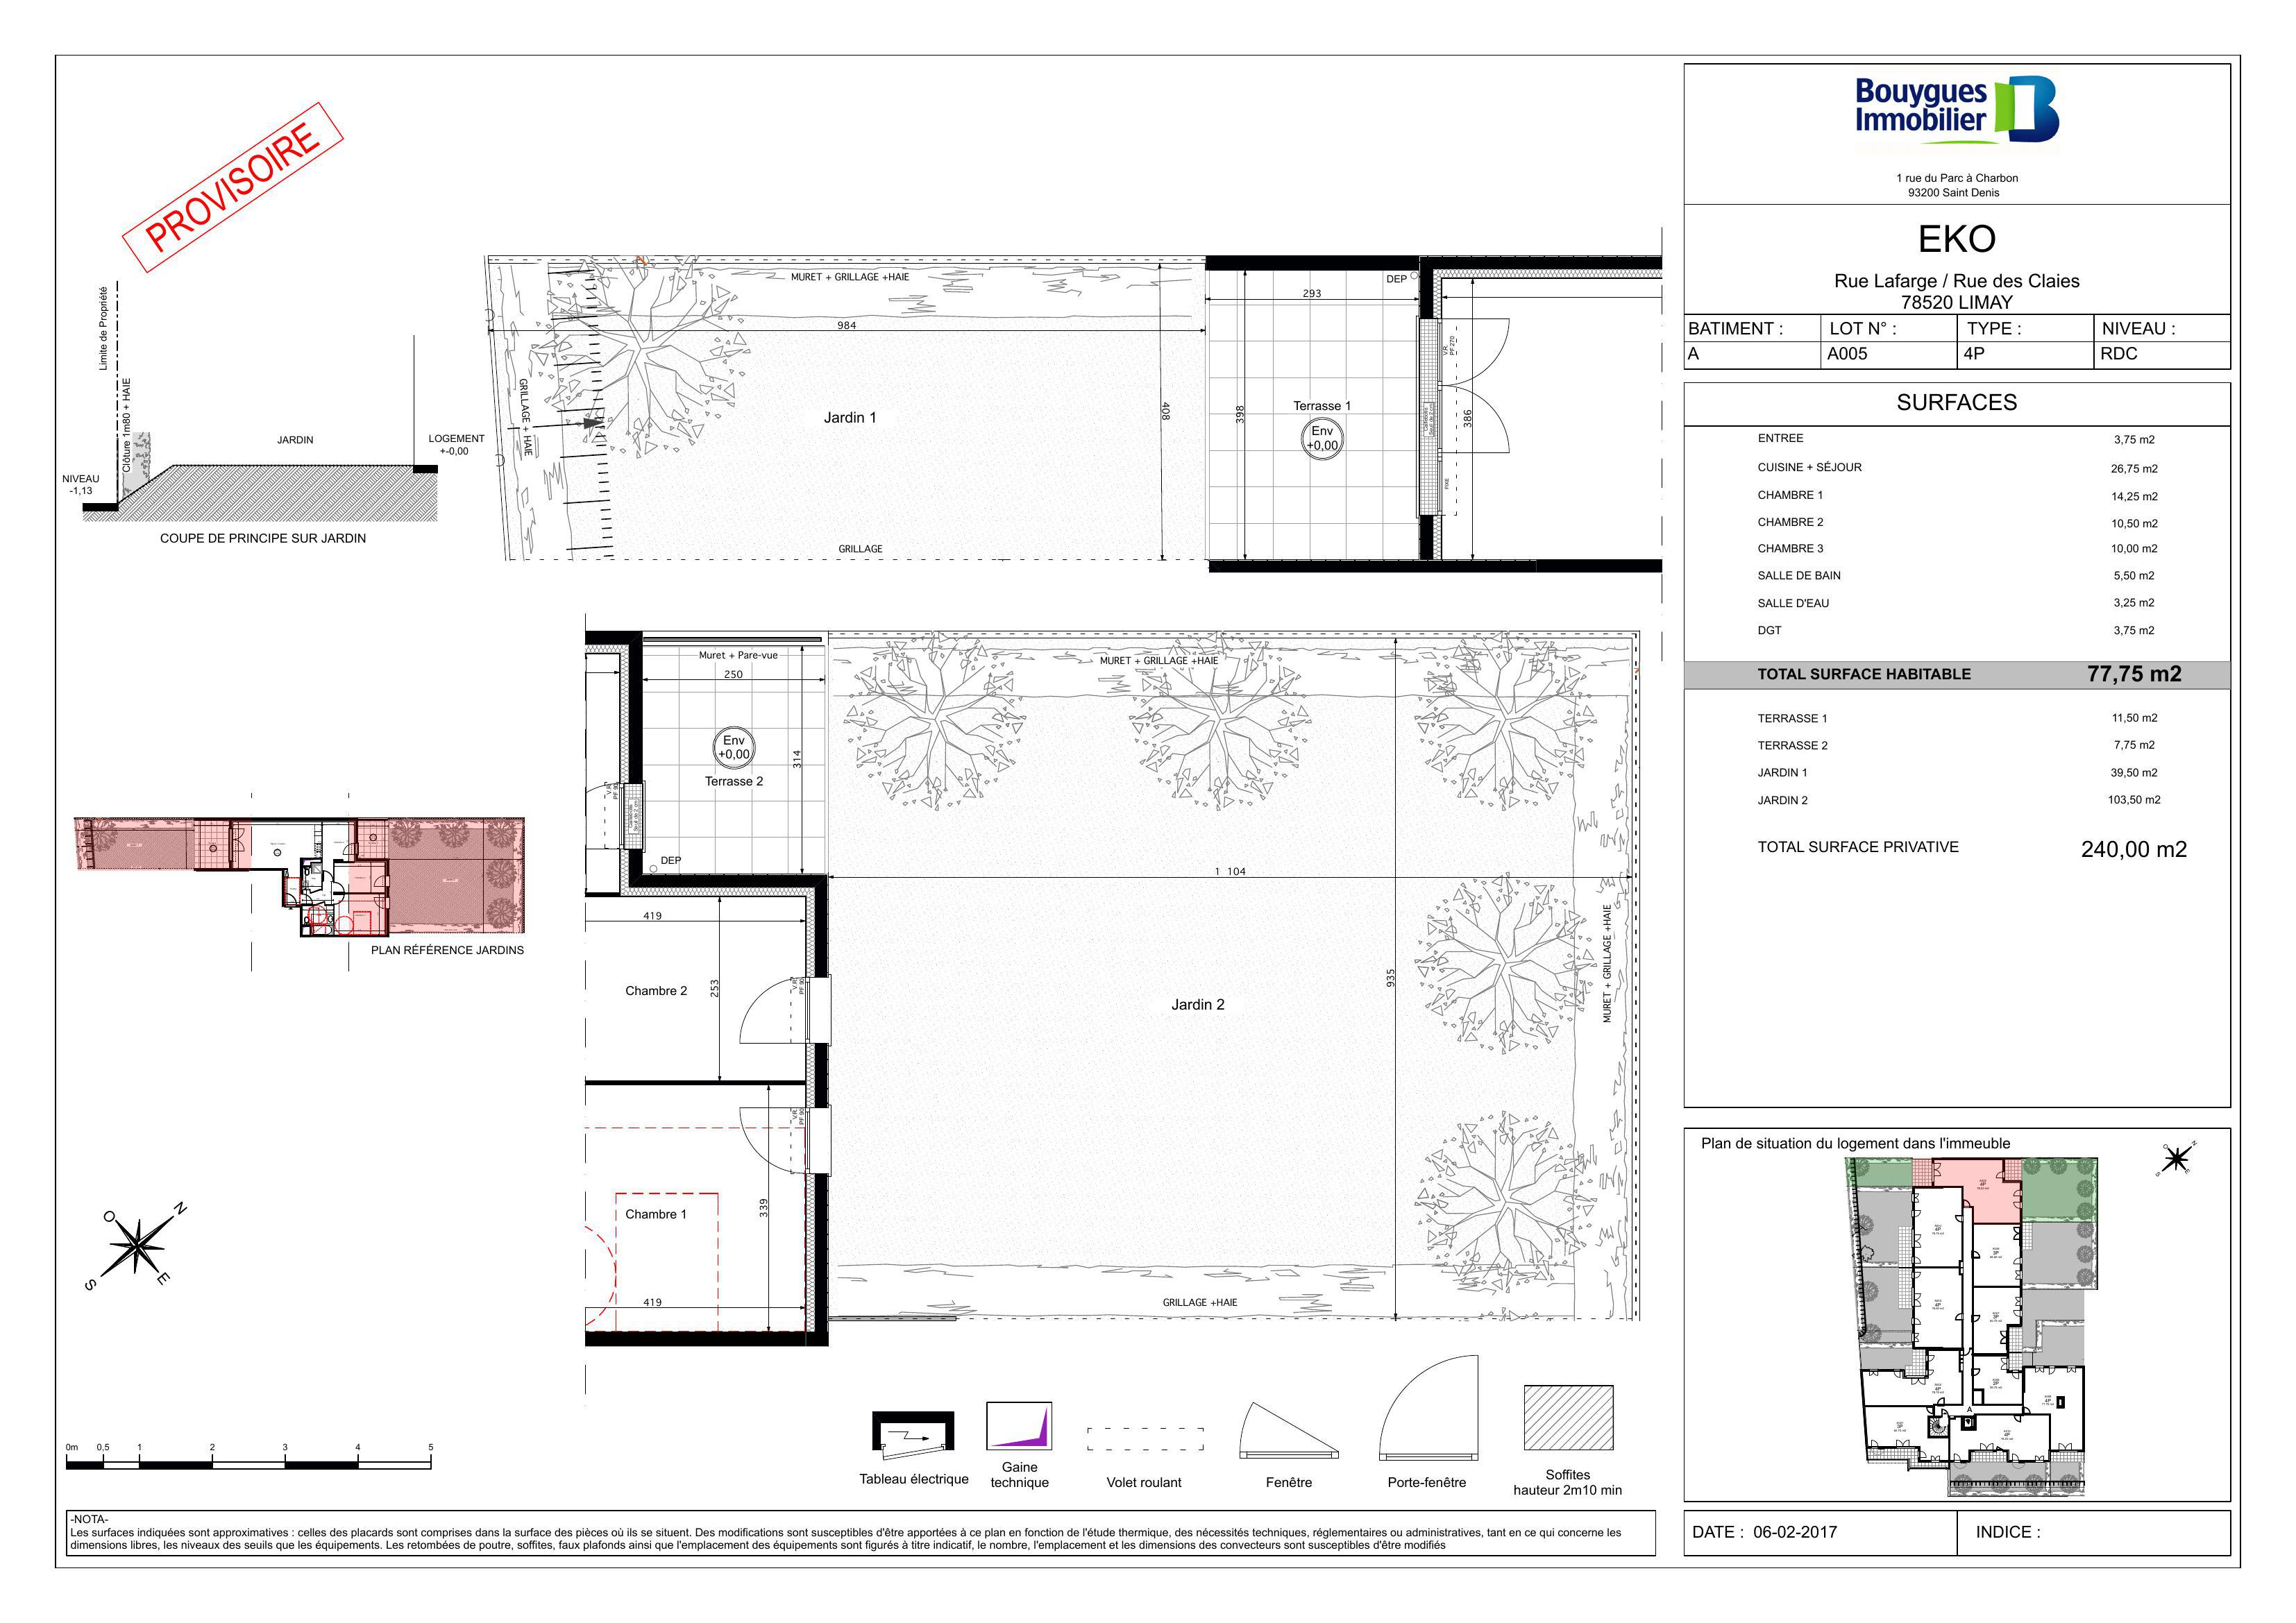 PROVISOIRE
Limite de Propriété
Clôture 1m80 + HAIE
JARDIN
LOGEMENT
+-0,00
NIVEAU
-1,13
COUPE DE PRINCIPE SUR JARDIN
MURET + GRILLAGE +HAIE
984
GRILLAGE + HAIE
Jardin 1
408
GRILLAGE
DEP
293
398
Terrasse 1
Env
+0,00
V.R.
PF 270
FIXE
386
Muret + Pare-vue
250
Env
+0,00
314
Terrasse 2
V.R.
PF 90
DEP
MURET + GRILLAGE +HAIE
1 104
419
Chambre 2
253
V.R.
PF 90
935
Jardin 2
MURET + GRILLAGE +HAIE
V.R.
PF 90
Chambre 1
339
419
GRILLAGE +HAIE
PLAN RÉFÉRENCE JARDINS
O
N
S
E
0m 0,5 1 2 3 4 5
Tableau électrique
Gaine
technique
Volet roulant
Fenêtre
Porte-fenêtre
Soffites
hauteur 2m10 min
-NOTA-
Les surfaces indiquées sont approximatives : celles des placards sont comprises dans la surface des pièces où ils se situent. Des modifications sont susceptibles d'être apportées à ce plan en fonction de l'étude thermique, des nécessités techniques, réglementaires ou administratives, tant en ce qui concerne les
dimensions libres, les niveaux des seuils que les équipements. Les retombées de poutre, soffites, faux plafonds ainsi que l'emplacement des équipements sont figurés à titre indicatif, le nombre, l'emplacement et les dimensions des convecteurs sont susceptibles d'être modifiés
Bouygues
Immobilier
1 rue du Parc à Charbon
93200 Saint Denis
EKO
Rue Lafarge / Rue des Claies
78520 LIMAY
BATIMENT : LOT N° : TYPE : NIVEAU :
A A005 4P RDC
SURFACES
ENTREE 3,75 m2
CUISINE + SÉJOUR 26,75 m2
CHAMBRE 1 14,25 m2
CHAMBRE 2 10,50 m2
CHAMBRE 3 10,00 m2
SALLE DE BAIN 5,50 m2
SALLE D'EAU 3,25 m2
DGT 3,75 m2
TOTAL SURFACE HABITABLE 77,75 m2
TERRASSE 1 11,50 m2
TERRASSE 2 7,75 m2
JARDIN 1 39,50 m2
JARDIN 2 103,50 m2
TOTAL SURFACE PRIVATIVE 240,00 m2
Plan de situation du logement dans l'immeuble
O
N
S
E
A
DATE : 06-02-2017
INDICE :